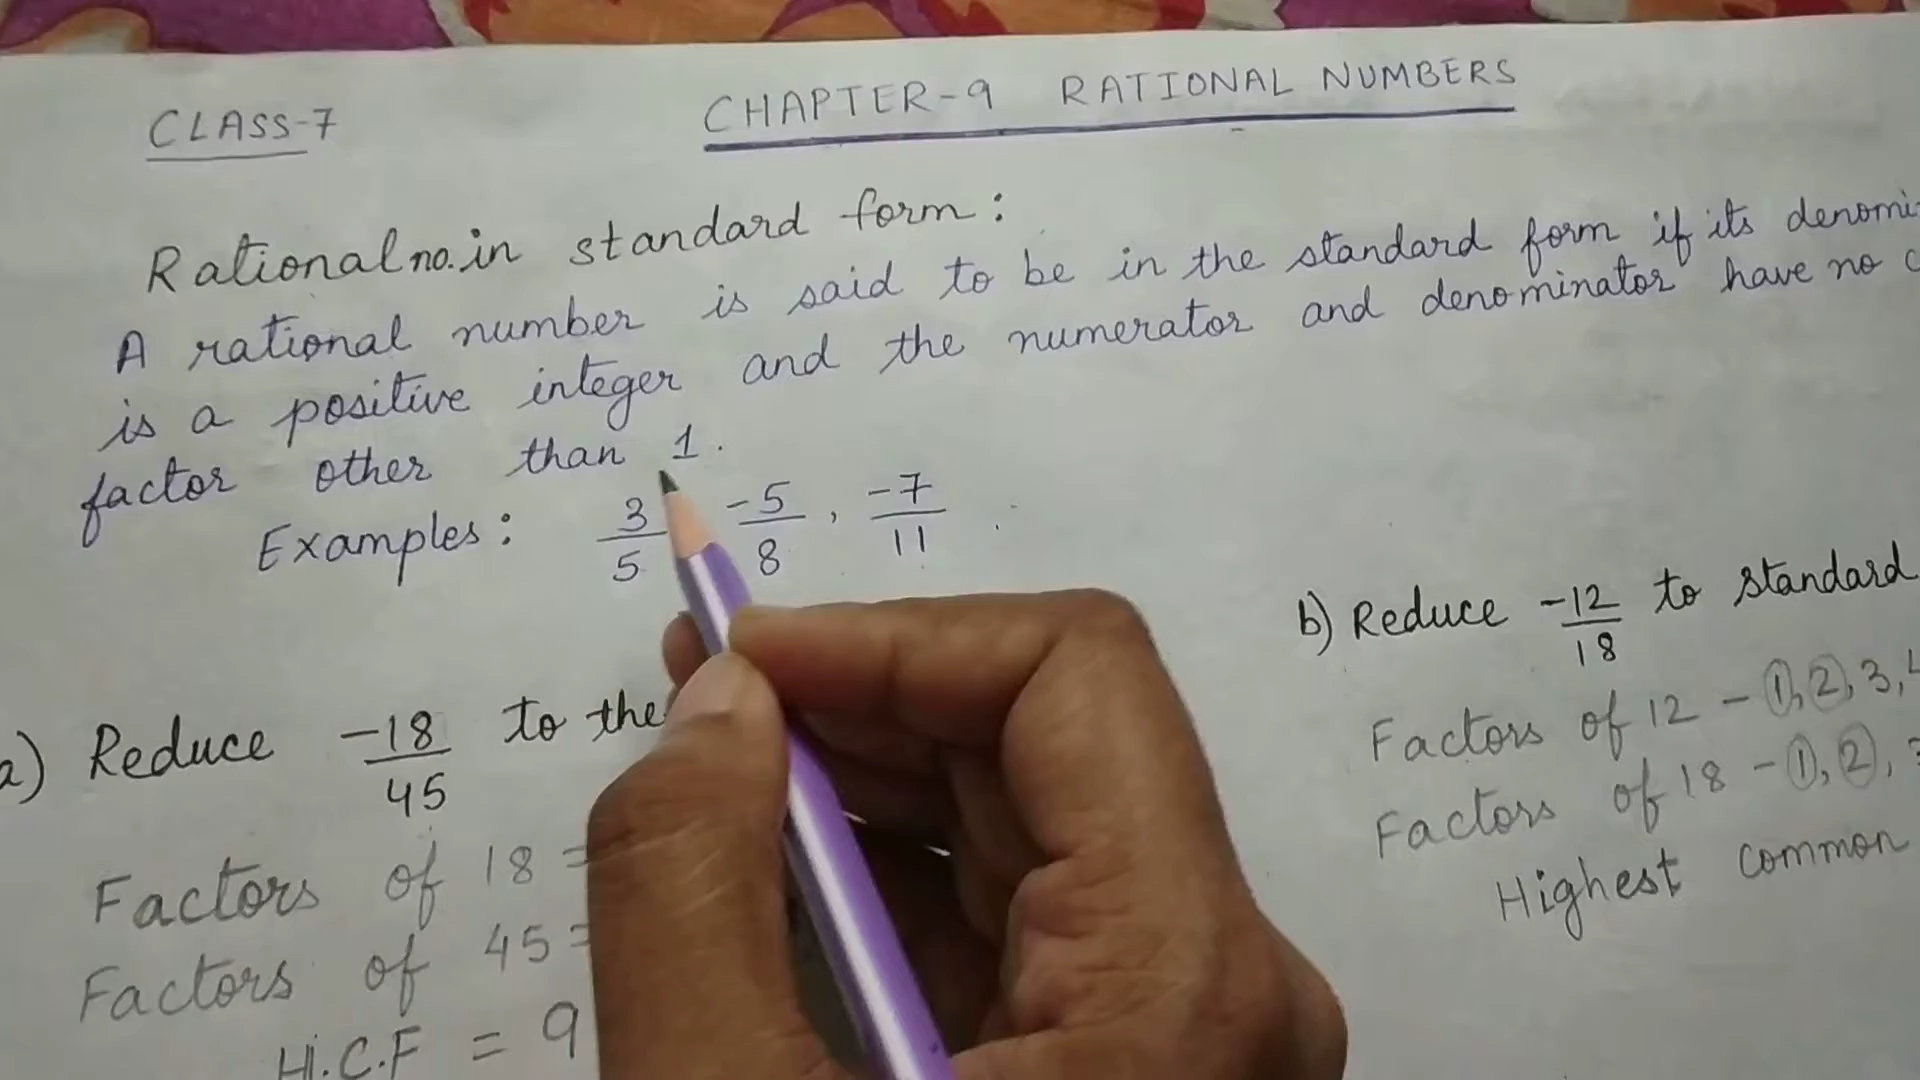 CLASS-7
CHAPTER-9 RATIONAL NUMBERS
Rational no. in standard form:
A rational number is said to be in the standard form if its denomi
is a positive integer and the numerator and denominator have no c
factor other than 1.
Examples: 3/5 -5/8, -7/11
a) Reduce -18/45 to the
Factors of 18 =
Factors of 45 =
H.C.F = 9
b) Reduce -12/18 to standard
Factors of 12 - 1, 2, 3, 4
Factors of 18 - 1, 2, 3
Highest common